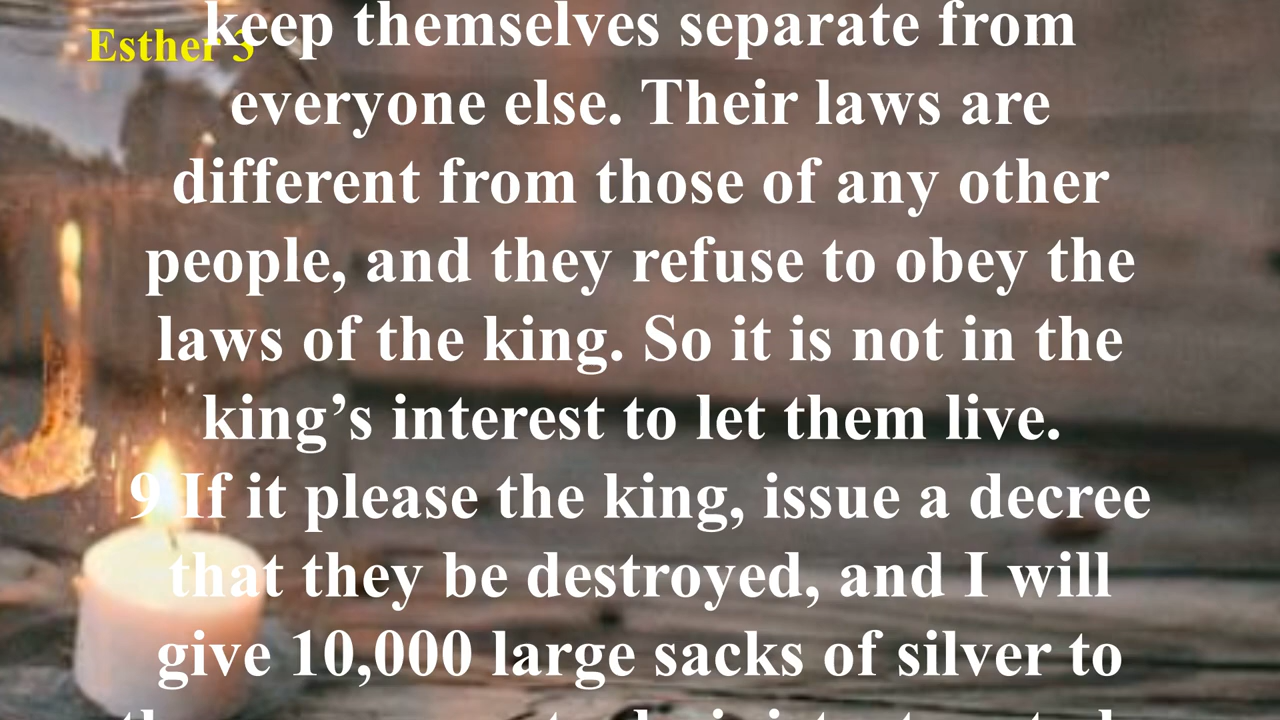 Esther 3
keep themselves separate from
everyone else. Their laws are
different from those of any other
people, and they refuse to obey the
laws of the king. So it is not in the
king’s interest to let them live.
9 If it please the king, issue a decree
that they be destroyed, and I will
give 10,000 large sacks of silver to